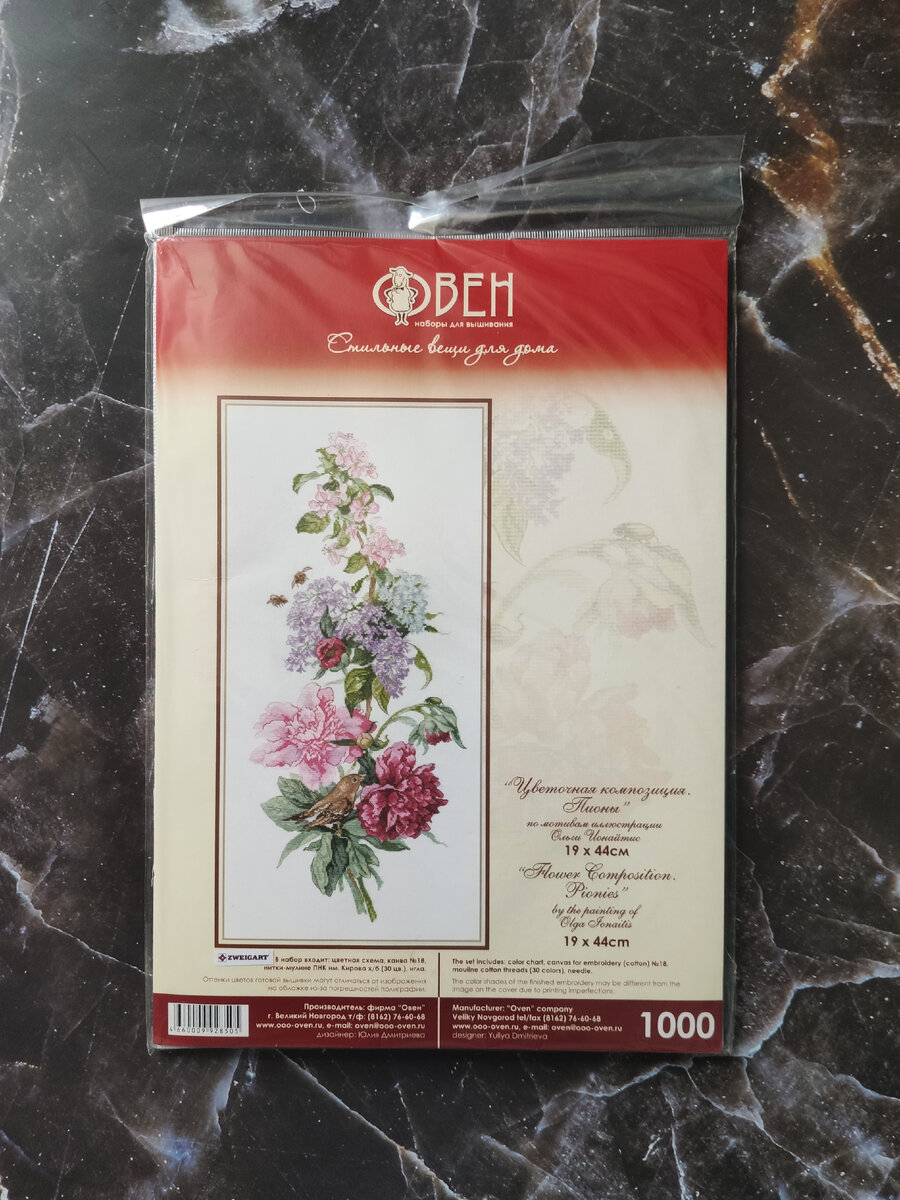 ОВЕН
наборы для вышивания
Стильные вещи для дома
"Цветочная композиция.
Пионы"
по мотивам иллюстрации
Ольги Ионайтис
19 х 44см
"Flower Composition.
Pionies"
by the painting of
Olga Ionaitis
19 x 44cm
ZWEIGART
В набор входит: цветная схема, канва №18,
нитки-мулине ПНК им. Кирова х/б (30 цв.), игла.
Оттенки цветов готовой вышивки могут отличаться от изображения
на обложке из-за погрешностей полиграфии.
The set includes: color chart, canvas for embroidery (cotton) №18,
mouline cotton threads (30 colors), needle.
The color shades of the finished embroidery may be different from the
image on the cover due to printing imperfections.
4660009928505
Производитель: фирма "Овен"
г. Великий Новгород т/ф: (8162) 76-60-68
www.ooo-oven.ru, e-mail: oven@ooo-oven.ru
дизайнер: Юлия Дмитриева
Manufacturer: "Oven" company
Veliky Novgorod tel/fax (8162) 76-60-68
www.ooo-oven.ru, e-mail: oven@ooo-oven.ru
designer: Yuliya Dmitrieva
1000